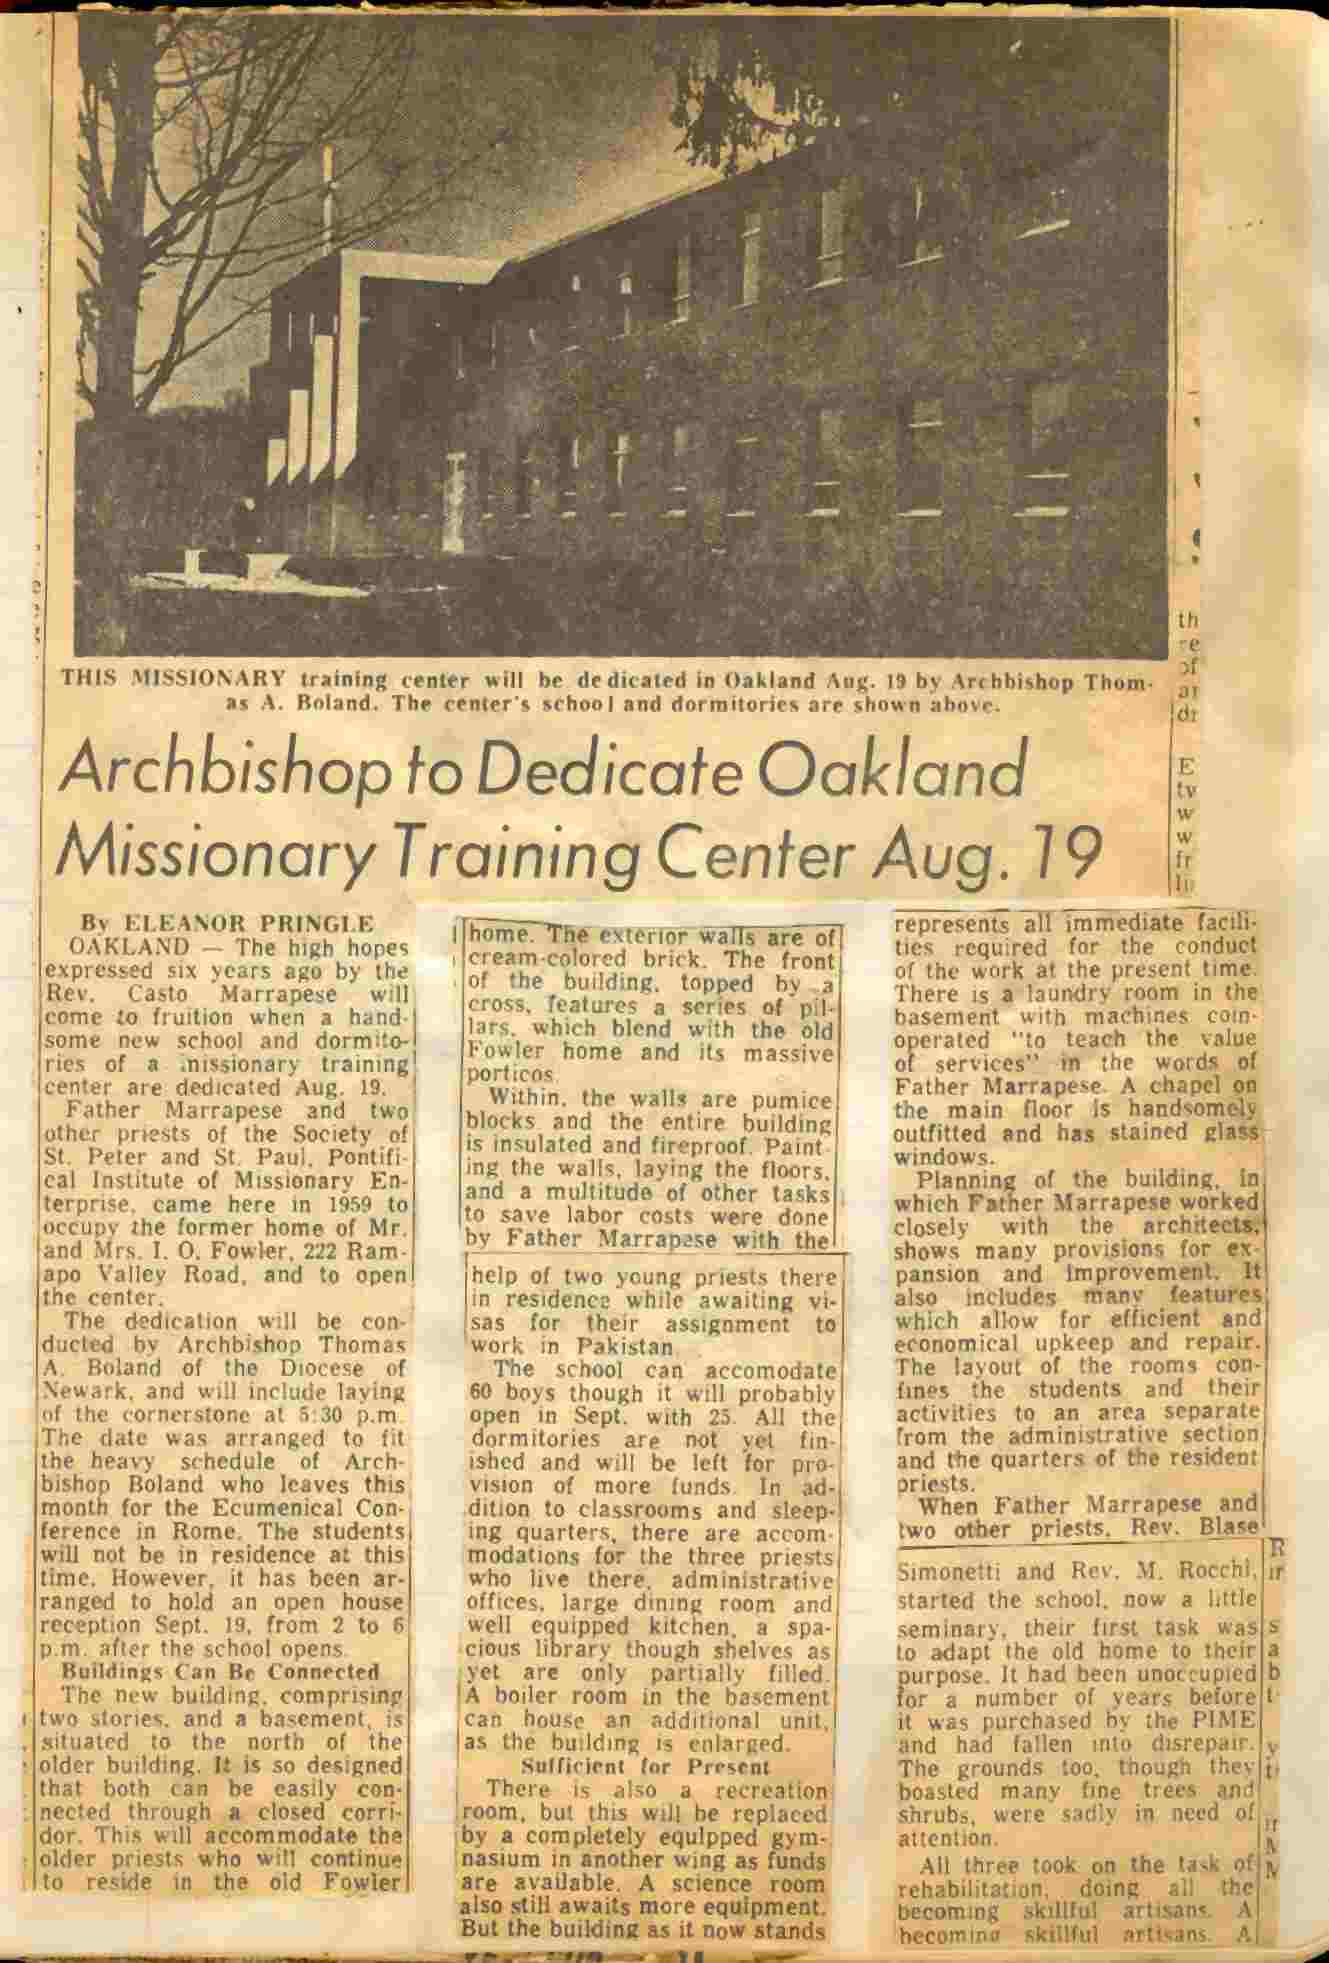 THIS MISSIONARY training center will be dedicated in Oakland Aug. 19 by Archbishop Thom-
as A. Boland. The center's school and dormitories are shown above.
Archbishop to Dedicate Oakland
Missionary Training Center Aug. 19
By ELEANOR PRINGLE
OAKLAND — The high hopes
expressed six years ago by the
Rev. Casto Marrapese will
come to fruition when a hand-
some new school and dormito-
ries of a missionary training
center are dedicated Aug. 19.
Father Marrapese and two
other priests of the Society of
St. Peter and St. Paul, Pontifi-
cal Institute of Missionary En-
terprise, came here in 1959 to
occupy the former home of Mr.
and Mrs. I. O. Fowler, 222 Ram-
apo Valley Road, and to open
the center.
The dedication will be con-
ducted by Archbishop Thomas
A. Boland of the Diocese of
Newark, and will include laying
of the cornerstone at 5:30 p.m.
The date was arranged to fit
the heavy schedule of Arch-
bishop Boland who leaves this
month for the Ecumenical Con-
ference in Rome. The students
will not be in residence at this
time. However, it has been ar-
ranged to hold an open house
reception Sept. 19, from 2 to 6
p.m. after the school opens.
Buildings Can Be Connected
The new building, comprising
two stories, and a basement, is
situated to the north of the
older building. It is so designed
that both can be easily con-
nected through a closed corri-
dor. This will accommodate the
older priests who will continue
to reside in the old Fowler
home. The exterior walls are of
cream-colored brick. The front
of the building, topped by a
cross, features a series of pil-
lars, which blend with the old
Fowler home and its massive
porticos.
Within, the walls are pumice
blocks and the entire building
is insulated and fireproof. Paint-
ing the walls, laying the floors,
and a multitude of other tasks
to save labor costs were done
by Father Marrapese with the
help of two young priests there
in residence while awaiting vi-
sas for their assignment to
work in Pakistan.
The school can accomodate
60 boys though it will probably
open in Sept. with 25. All the
dormitories are not yet fin-
ished and will be left for pro-
vision of more funds. In ad-
dition to classrooms and sleep-
ing quarters, there are accom-
modations for the three priests
who live there, administrative
offices, large dining room and
well equipped kitchen, a spa-
cious library though shelves as
yet are only partially filled.
A boiler room in the basement
can house an additional unit,
as the building is enlarged.
Sufficient for Present
There is also a recreation
room, but this will be replaced
by a completely equipped gym-
nasium in another wing as funds
are available. A science room
also still awaits more equipment.
But the building as it now stands
represents all immediate facili-
ties required for the conduct
of the work at the present time.
There is a laundry room in the
basement with machines coin-
operated "to teach the value
of services" in the words of
Father Marrapese. A chapel on
the main floor is handsomely
outfitted and has stained glass
windows.
Planning of the building, in
which Father Marrapese worked
closely with the architects,
shows many provisions for ex-
pansion and improvement. It
also includes many features
which allow for efficient and
economical upkeep and repair.
The layout of the rooms con-
fines the students and their
activities to an area separate
from the administrative section
and the quarters of the resident
priests.
When Father Marrapese and
two other priests, Rev. Blase
Simonetti and Rev. M. Rocchi,
started the school, now a little
seminary, their first task was
to adapt the old home to their
purpose. It had been unoccupied
for a number of years before
it was purchased by the PIME
and had fallen into disrepair.
The grounds too, though they
boasted many fine trees and
shrubs, were sadly in need of
attention.
All three took on the task of
rehabilitation, doing all the
becoming skillful artisans. A
becoming skillful artisans. A